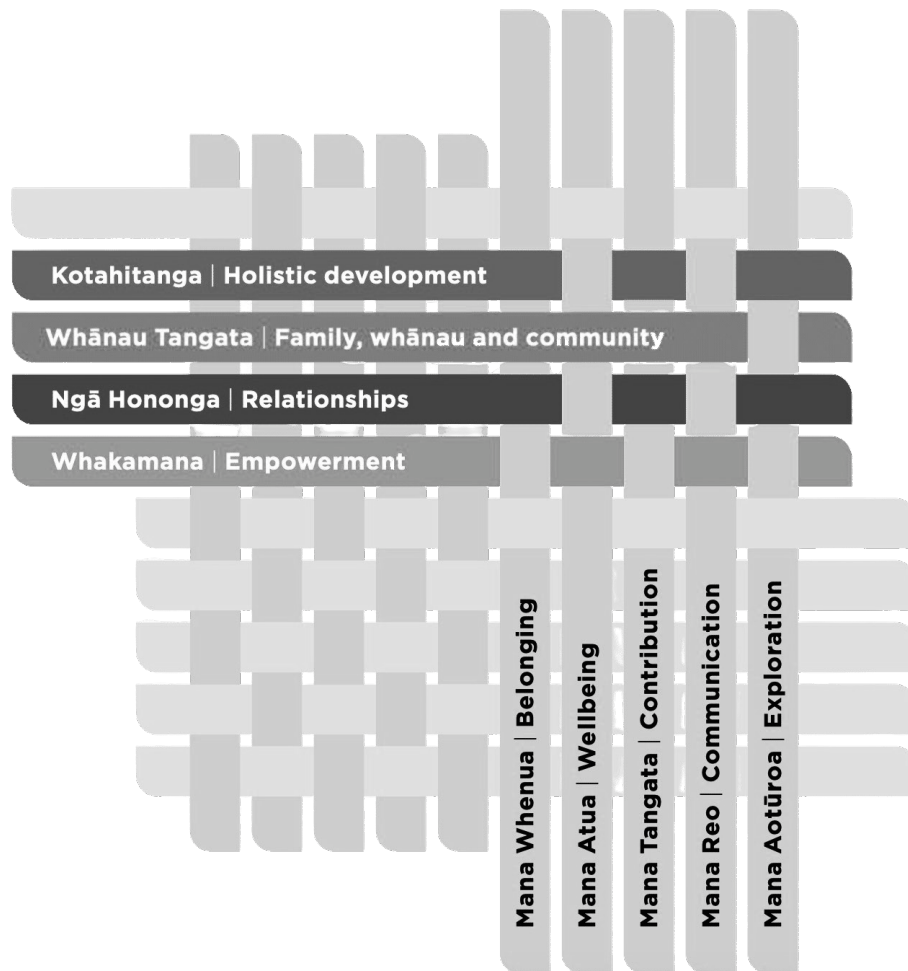 Kotahitanga | Holistic development
Whānau Tangata | Family, whānau and community
Ngā Hononga | Relationships
Whakamana | Empowerment
Mana Whenua | Belonging
Mana Atua | Wellbeing
Mana Tangata | Contribution
Mana Reo | Communication
Mana Aotūroa | Exploration